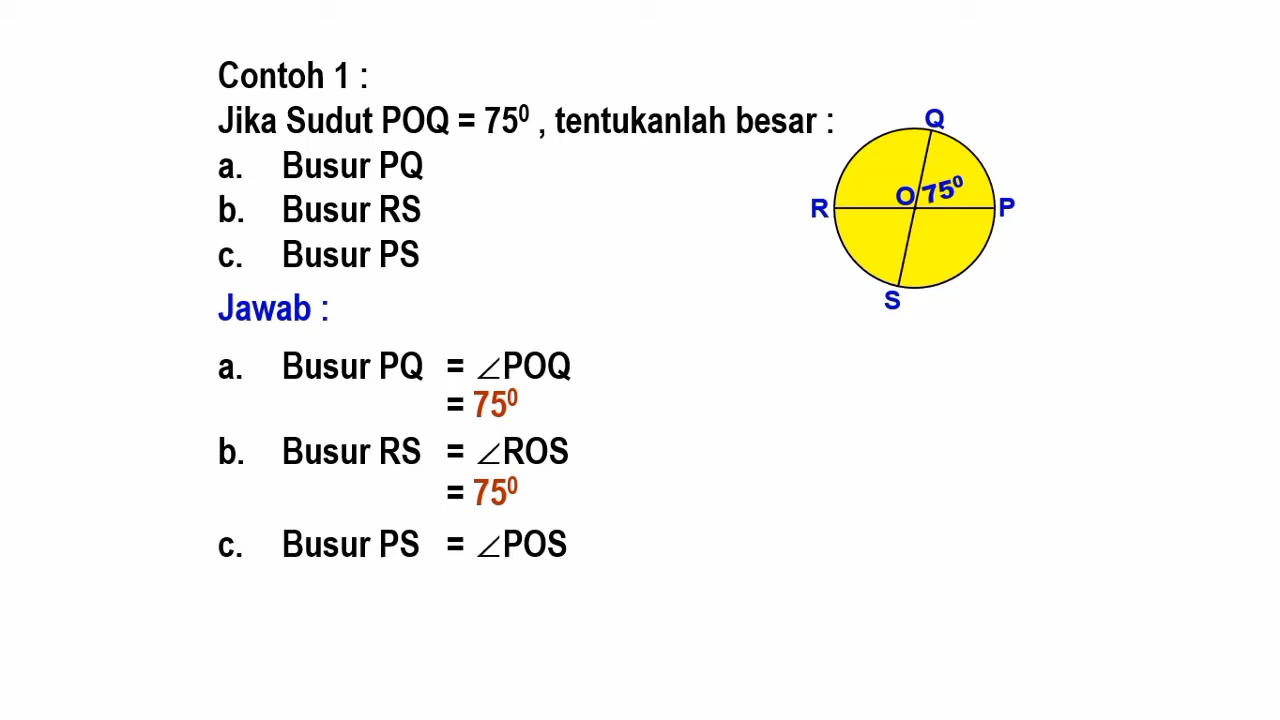 Contoh 1 :
Jika Sudut POQ = 75⁰ , tentukanlah besar :
a. Busur PQ
b. Busur RS
c. Busur PS
Q
O 75⁰
R
P
S
Jawab :
a. Busur PQ = ∠POQ
= 75⁰
b. Busur RS = ∠ROS
= 75⁰
c. Busur PS = ∠POS